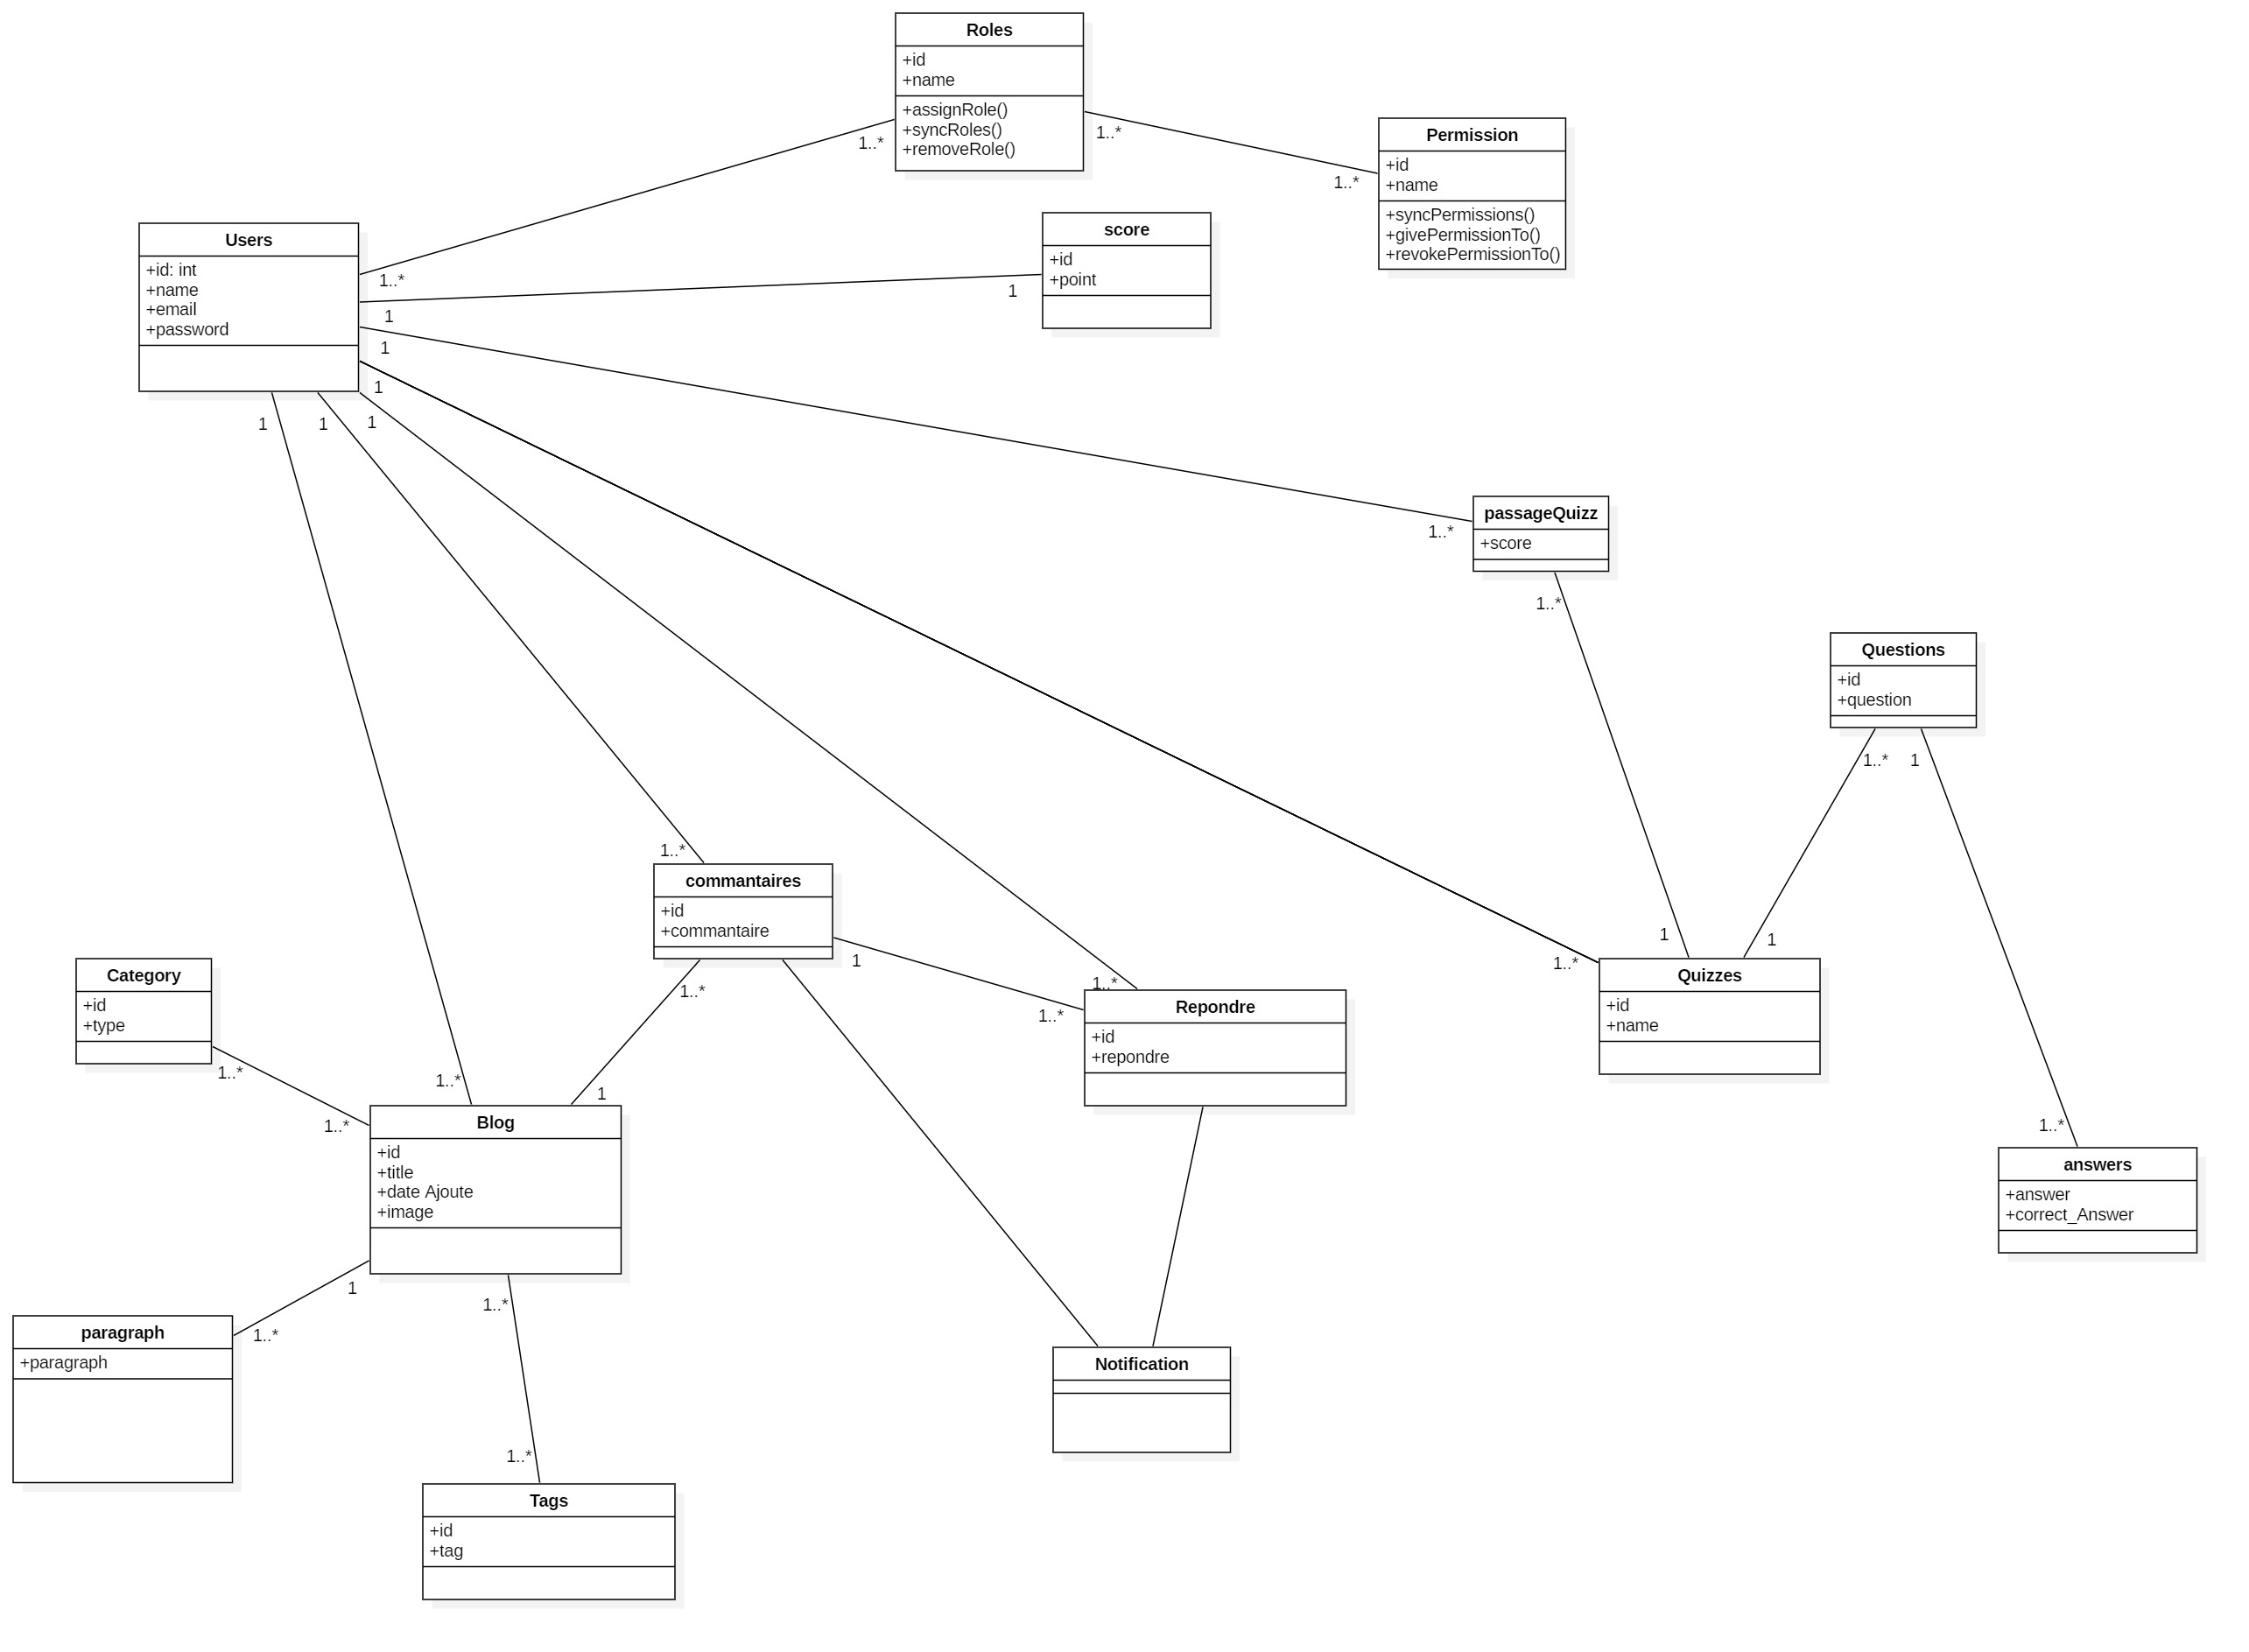 Roles
+id
+name
+assignRole()
+syncRoles()
+removeRole()
1..*
1..*
Permission
+id
+name
+syncPermissions()
+givePermissionTo()
+revokePermissionTo()
1..*
Users
+id: int
+name
+email
+password
1..*
1
1
1
1
1
1
score
+id
+point
1
passageQuizz
+score
1..*
1..*
Questions
+id
+question
1..*
1
commantaires
+id
+commantaire
1..*
1
1..*
Category
+id
+type
1..*
Repondre
+id
+repondre
1..*
1..*
Quizzes
+id
+name
1
1
1..*
Blog
+id
+title
+date Ajoute
+image
1..*
1
1..*
1
1..*
answers
+answer
+correct_Answer
1..*
paragraph
+paragraph
1..*
Notification
Tags
+id
+tag
1..*